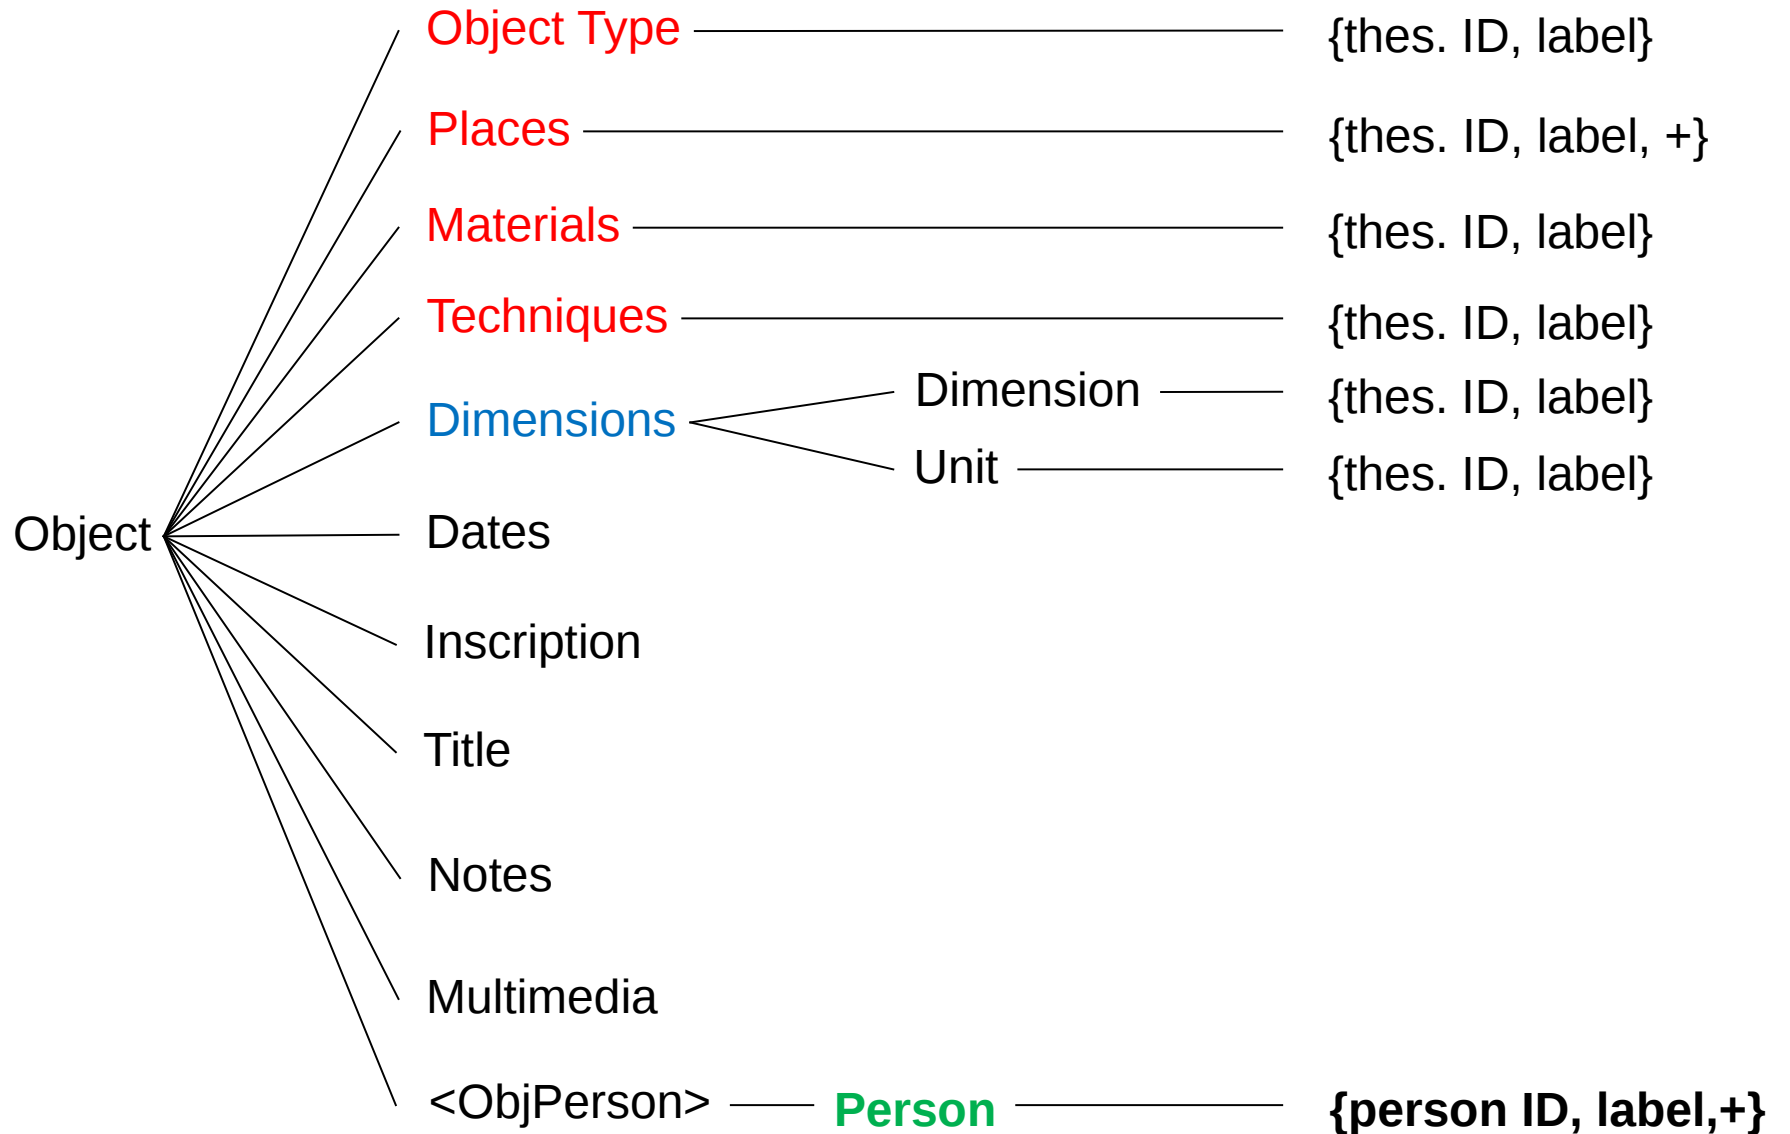 Object Type {thes. ID, label}
Places {thes. ID, label, +}
Materials {thes. ID, label}
Techniques {thes. ID, label}
Dimension {thes. ID, label}
Dimensions
Unit {thes. ID, label}
Object Dates
Inscription
Title
Notes
Multimedia
<ObjPerson> Person {person ID, label,+}